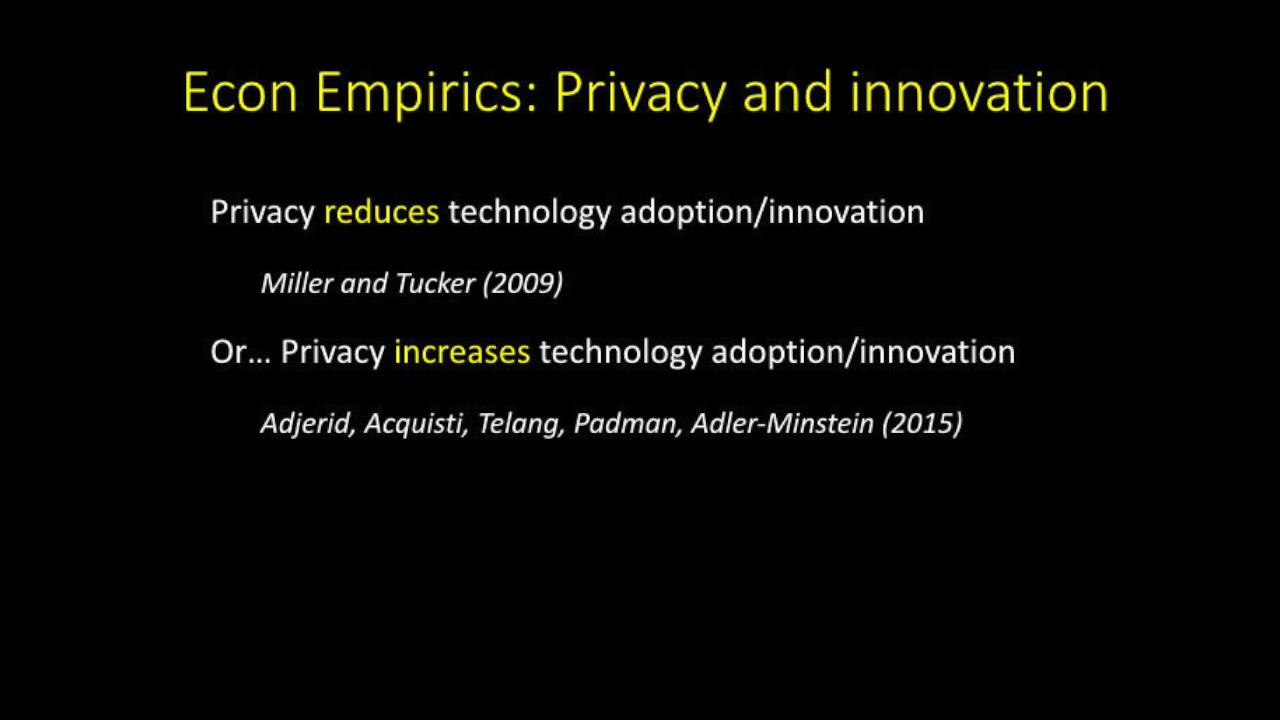 Econ Empirics: Privacy and innovation
Privacy reduces technology adoption/innovation
Miller and Tucker (2009)
Or... Privacy increases technology adoption/innovation
Adjerid, Acquisti, Telang, Padman, Adler-Minstein (2015)